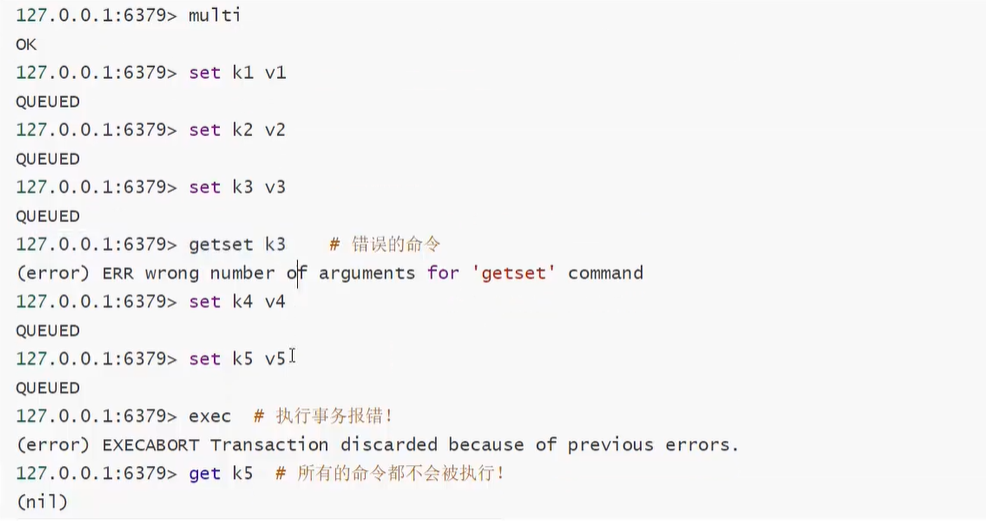 127.0.0.1:6379> multi
OK
127.0.0.1:6379> set k1 v1
QUEUED
127.0.0.1:6379> set k2 v2
QUEUED
127.0.0.1:6379> set k3 v3
QUEUED
127.0.0.1:6379> getset k3    # 错误的命令
(error) ERR wrong number of arguments for 'getset' command
127.0.0.1:6379> set k4 v4
QUEUED
127.0.0.1:6379> set k5 v5
QUEUED
127.0.0.1:6379> exec  # 执行事务报错！
(error) EXECABORT Transaction discarded because of previous errors.
127.0.0.1:6379> get k5  # 所有的命令都不会被执行！
(nil)